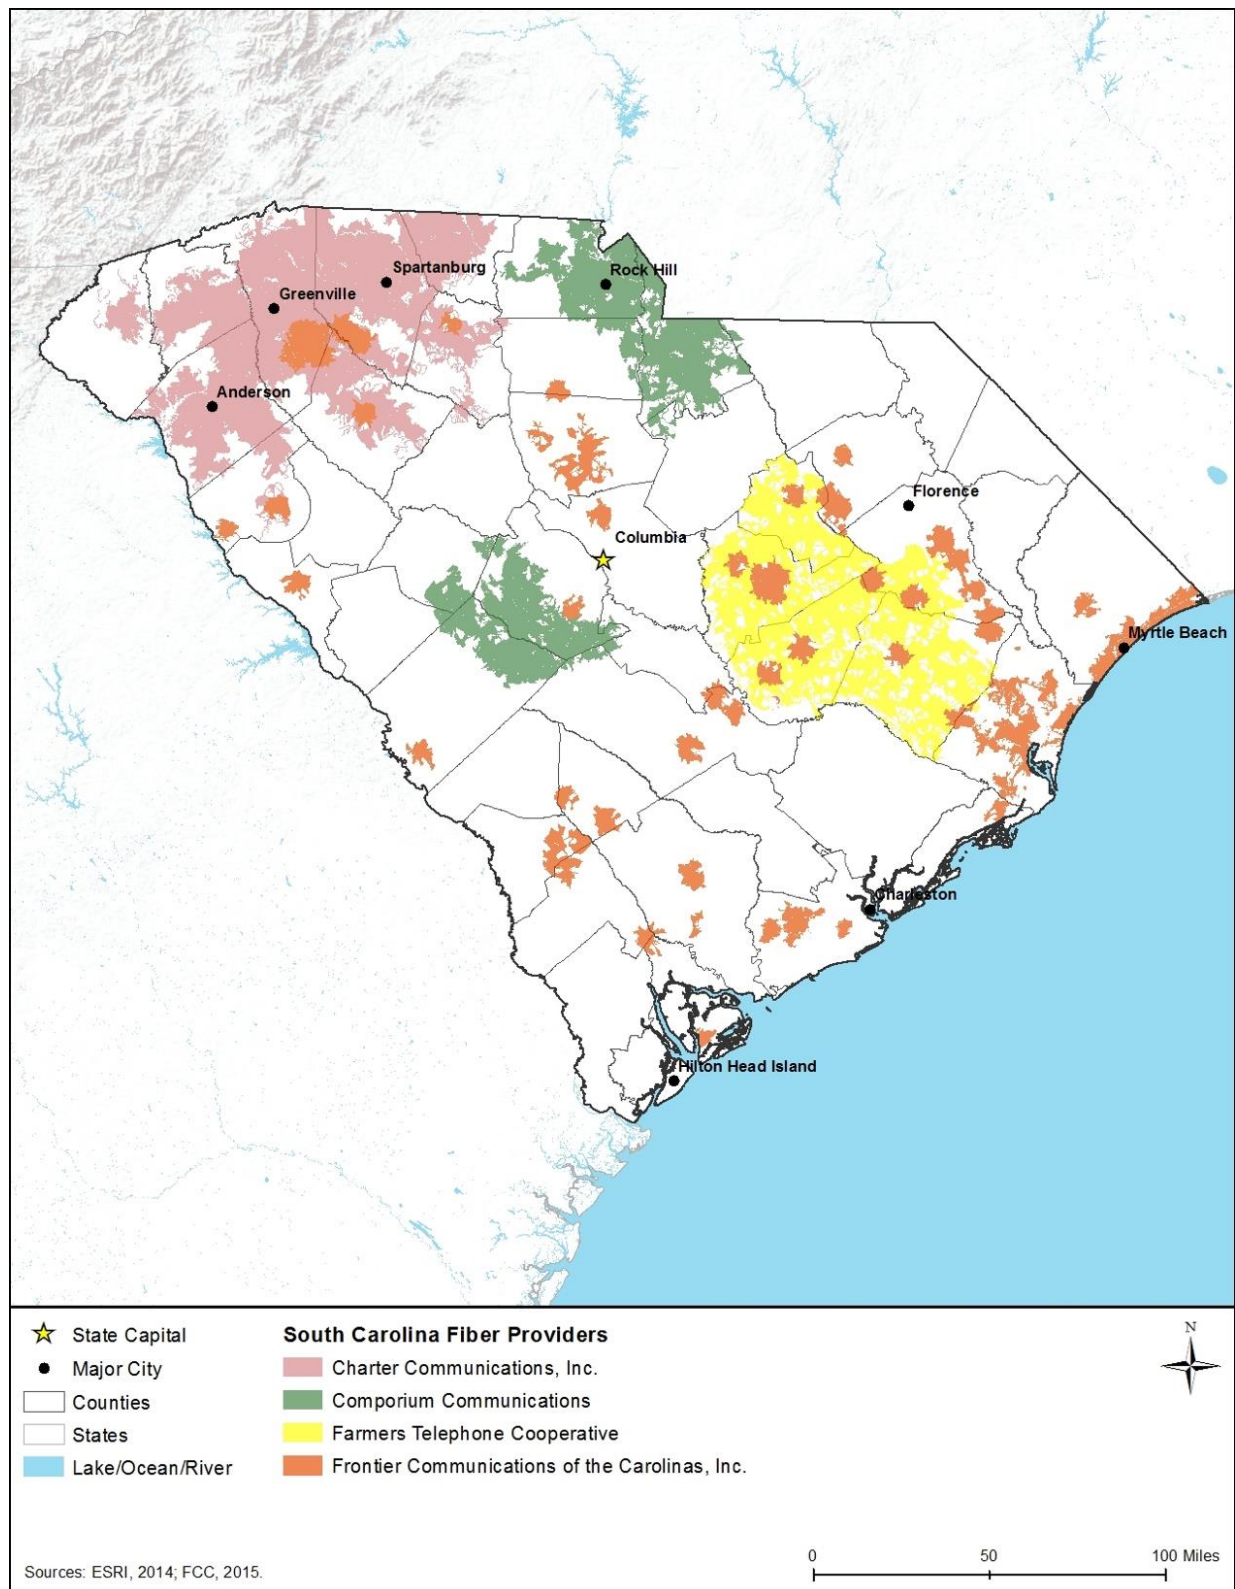 Spartanburg
Rock Hill
Greenville
Anderson
Florence
Columbia
Myrtle Beach
Charleston
Hilton Head Island
State Capital
Major City
Counties
States
Lake/Ocean/River
South Carolina Fiber Providers
Charter Communications, Inc.
Comporium Communications
Farmers Telephone Cooperative
Frontier Communications of the Carolinas, Inc.
N
0 50 100 Miles
Sources: ESRI, 2014; FCC, 2015.